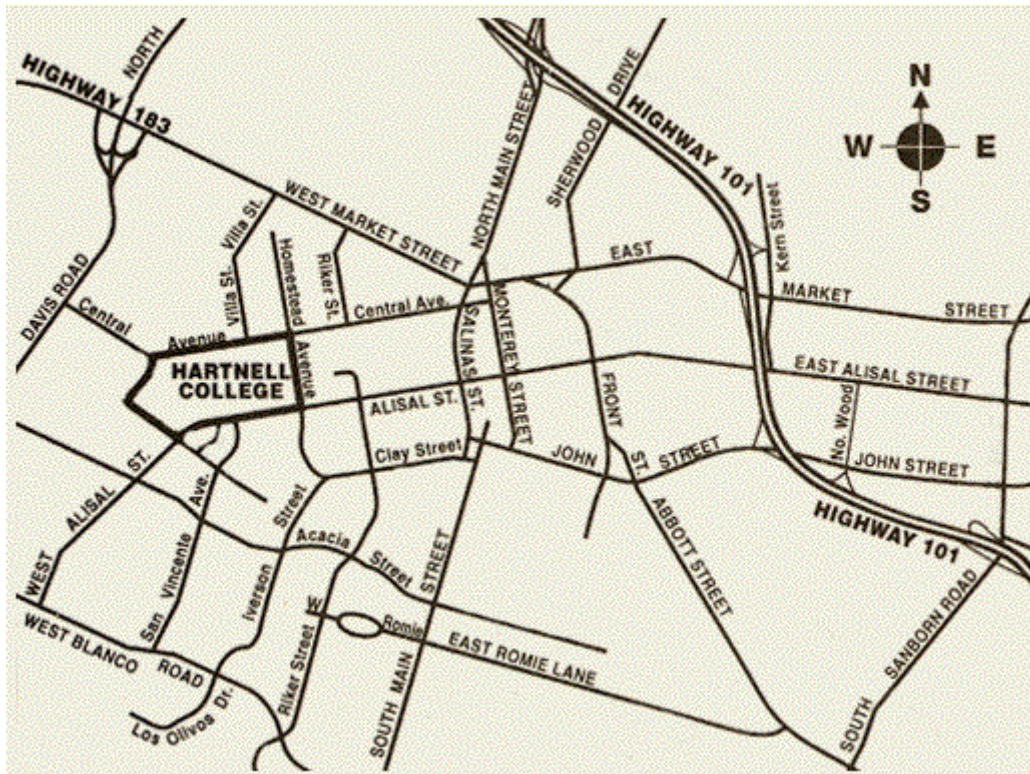 NORTH
DRIVE
HIGHWAY 183
HIGHWAY 101
N
W E
S
NORTH MAIN STREET
SHERWOOD
WEST MARKET STREET
Villa St.
Homestead
Riker St.
Kern Street
EAST
MARKET
STREET
DAVIS ROAD
Central
Avenue
Villa St.
Central Ave.
MONTEREY STREET
SALINAS ST.
HARTNELL
COLLEGE
Avenue
ALISAL ST.
FRONT
ST.
EAST ALISAL STREET
No. Wood
Clay Street
JOHN
STREET
JOHN STREET
HIGHWAY 101
WEST
ALISAL
ST.
San Vincente Ave.
Iverson
Street
Acacia
Street
ABBOTT STREET
W
Romie
EAST ROMIE LANE
WEST BLANCO
ROAD
Los Olivos Dr.
Riker Street
SOUTH MAIN
STREET
SOUTH
SANBORN ROAD